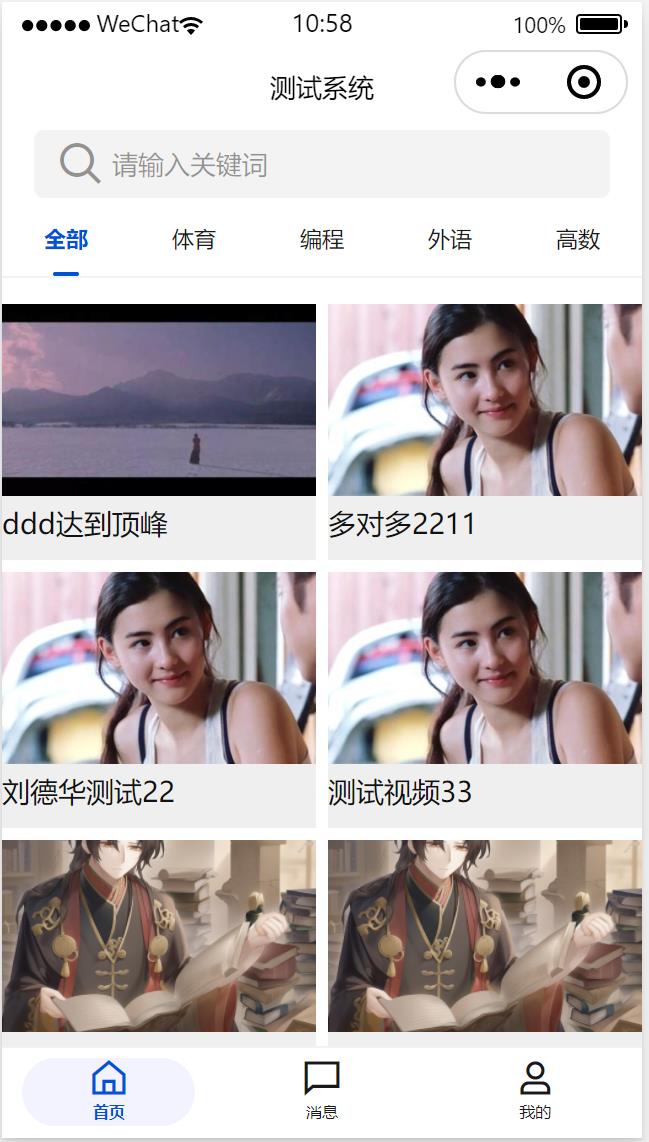 WeChat 10:58 100%
测试系统
请输入关键词
全部 体育 编程 外语 高数
ddd达到顶峰 多对多2211
刘德华测试22 测试视频33
首页 消息 我的